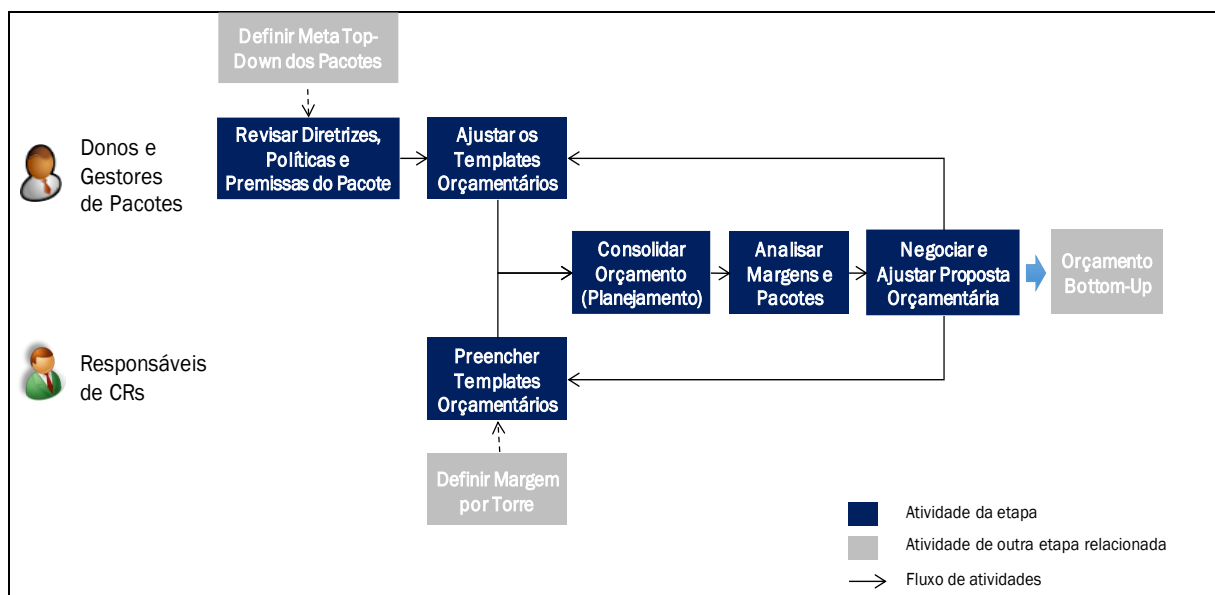 Definir Meta Top-
Down dos Pacotes
Donos e
Gestores
de Pacotes
Revisar Diretrizes,
Políticas e
Premissas do Pacote
Ajustar os
Templates
Orçamentários
Consolidar
Orçamento
(Planejamento)
Analisar
Margens e
Pacotes
Negociar e
Ajustar Proposta
Orçamentária
Orçamento
Bottom-Up
Responsáveis
de CRs
Preencher
Templates
Orçamentários
Definir Margem
por Torre
Atividade da etapa
Atividade de outra etapa relacionada
Fluxo de atividades